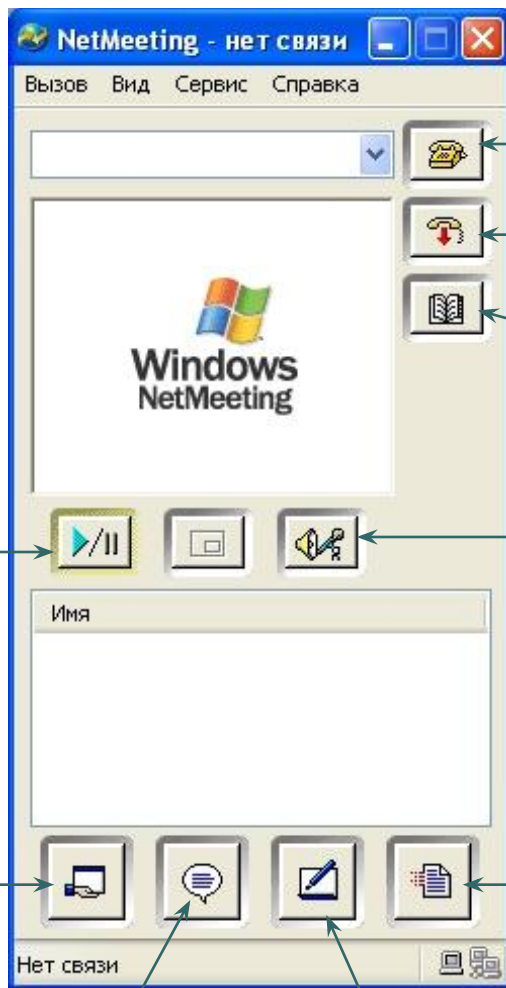 NetMeeting - нет связи
Вызов Вид Сервис Справка
Windows
NetMeeting
Имя
Нет связи